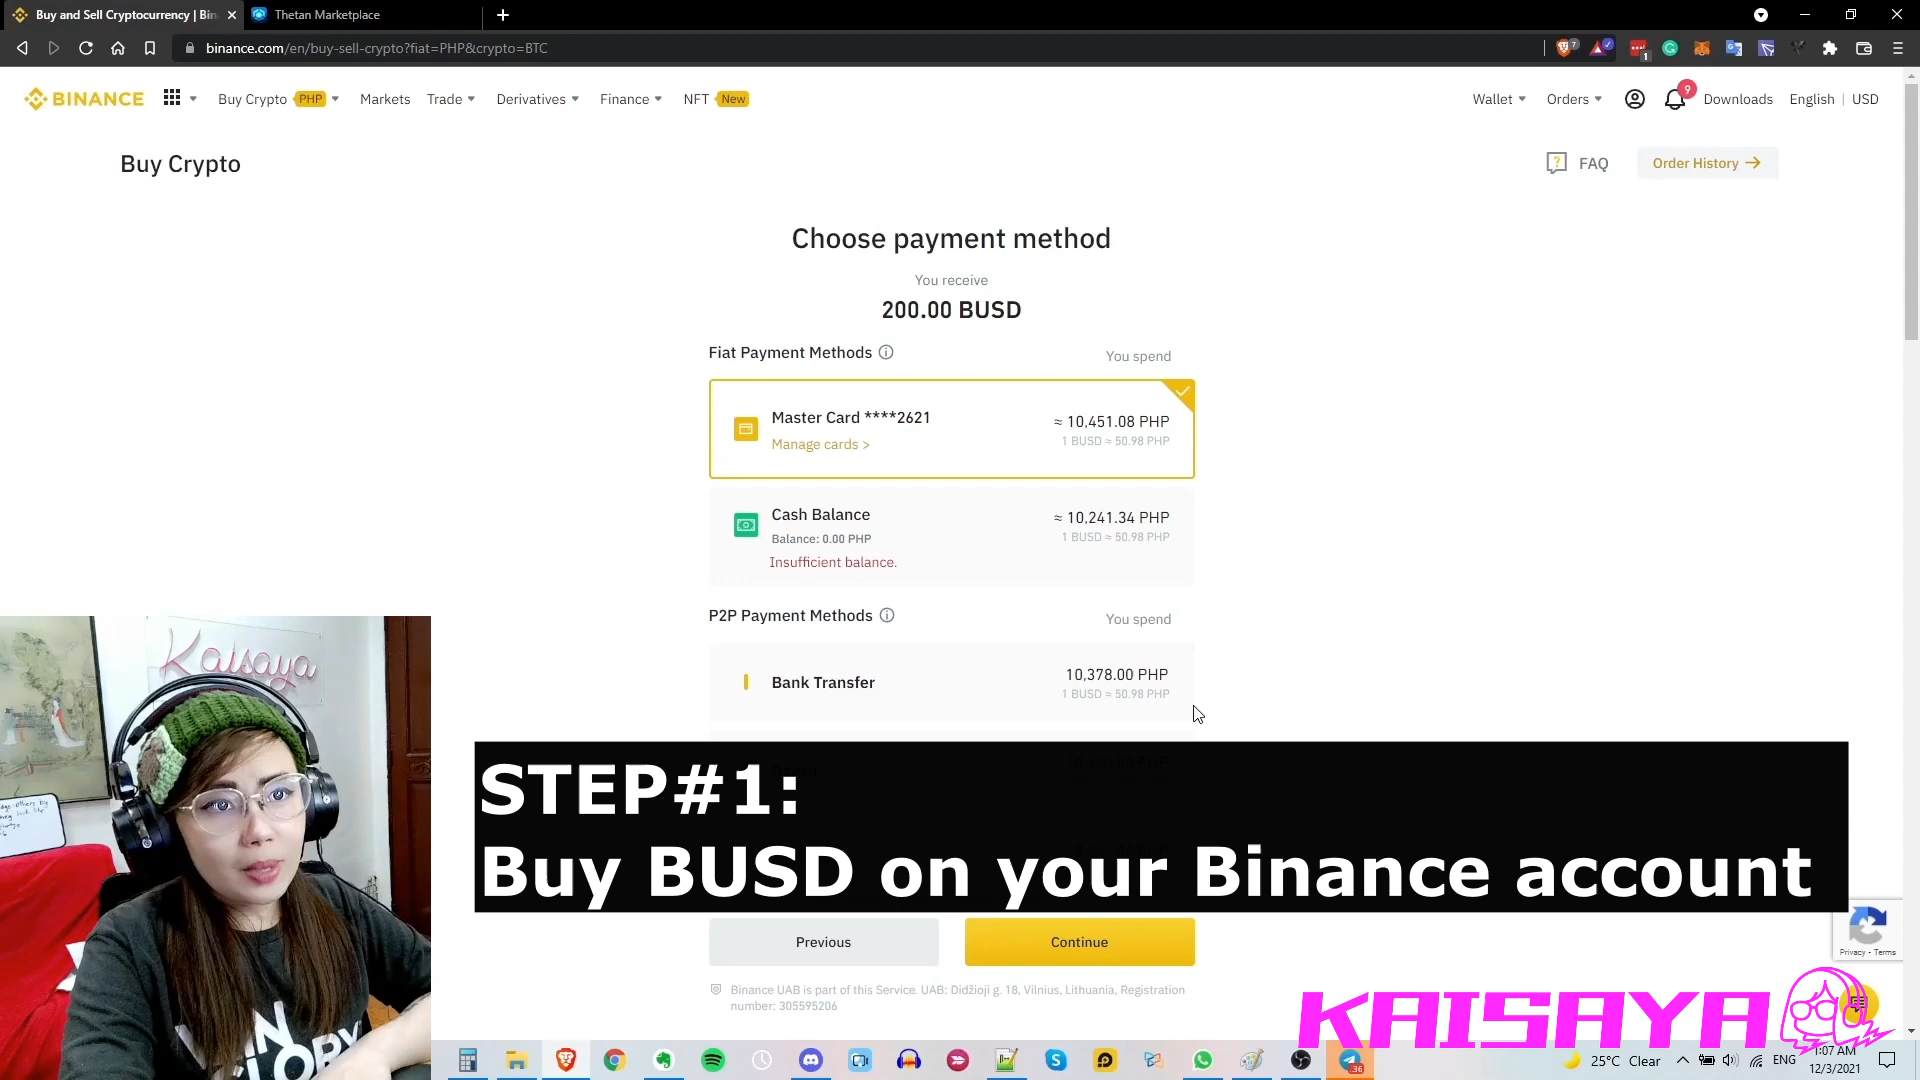 Buy and Sell Cryptocurrency | Bin
Thetan Marketplace
binance.com/en/buy-sell-crypto?fiat=PHP&crypto=BTC
7
1
BINANCE
Buy Crypto PHP
Markets
Trade
Derivatives
Finance
NFT New
Wallet
Orders
9
Downloads
English | USD
Buy Crypto
FAQ
Order History
Choose payment method
You receive
200.00 BUSD
Fiat Payment Methods
You spend
Master Card ****2621
Manage cards >
≈ 10,451.08 PHP
1 BUSD ≈ 50.98 PHP
Cash Balance
Balance: 0.00 PHP
Insufficient balance.
≈ 10,241.34 PHP
1 BUSD ≈ 50.98 PHP
P2P Payment Methods
You spend
Bank Transfer
10,378.00 PHP
1 BUSD ≈ 50.98 PHP
Kaisaya
STEP#1:
Buy BUSD on your Binance account
Previous
Continue
Privacy - Terms
Binance UAB is part of this Service. UAB: Didžioji g. 18, Vilnius, Lithuania, Registration
number: 305595206
KAISAYA
36
25°C Clear
ENG
1:07 AM
12/3/2021